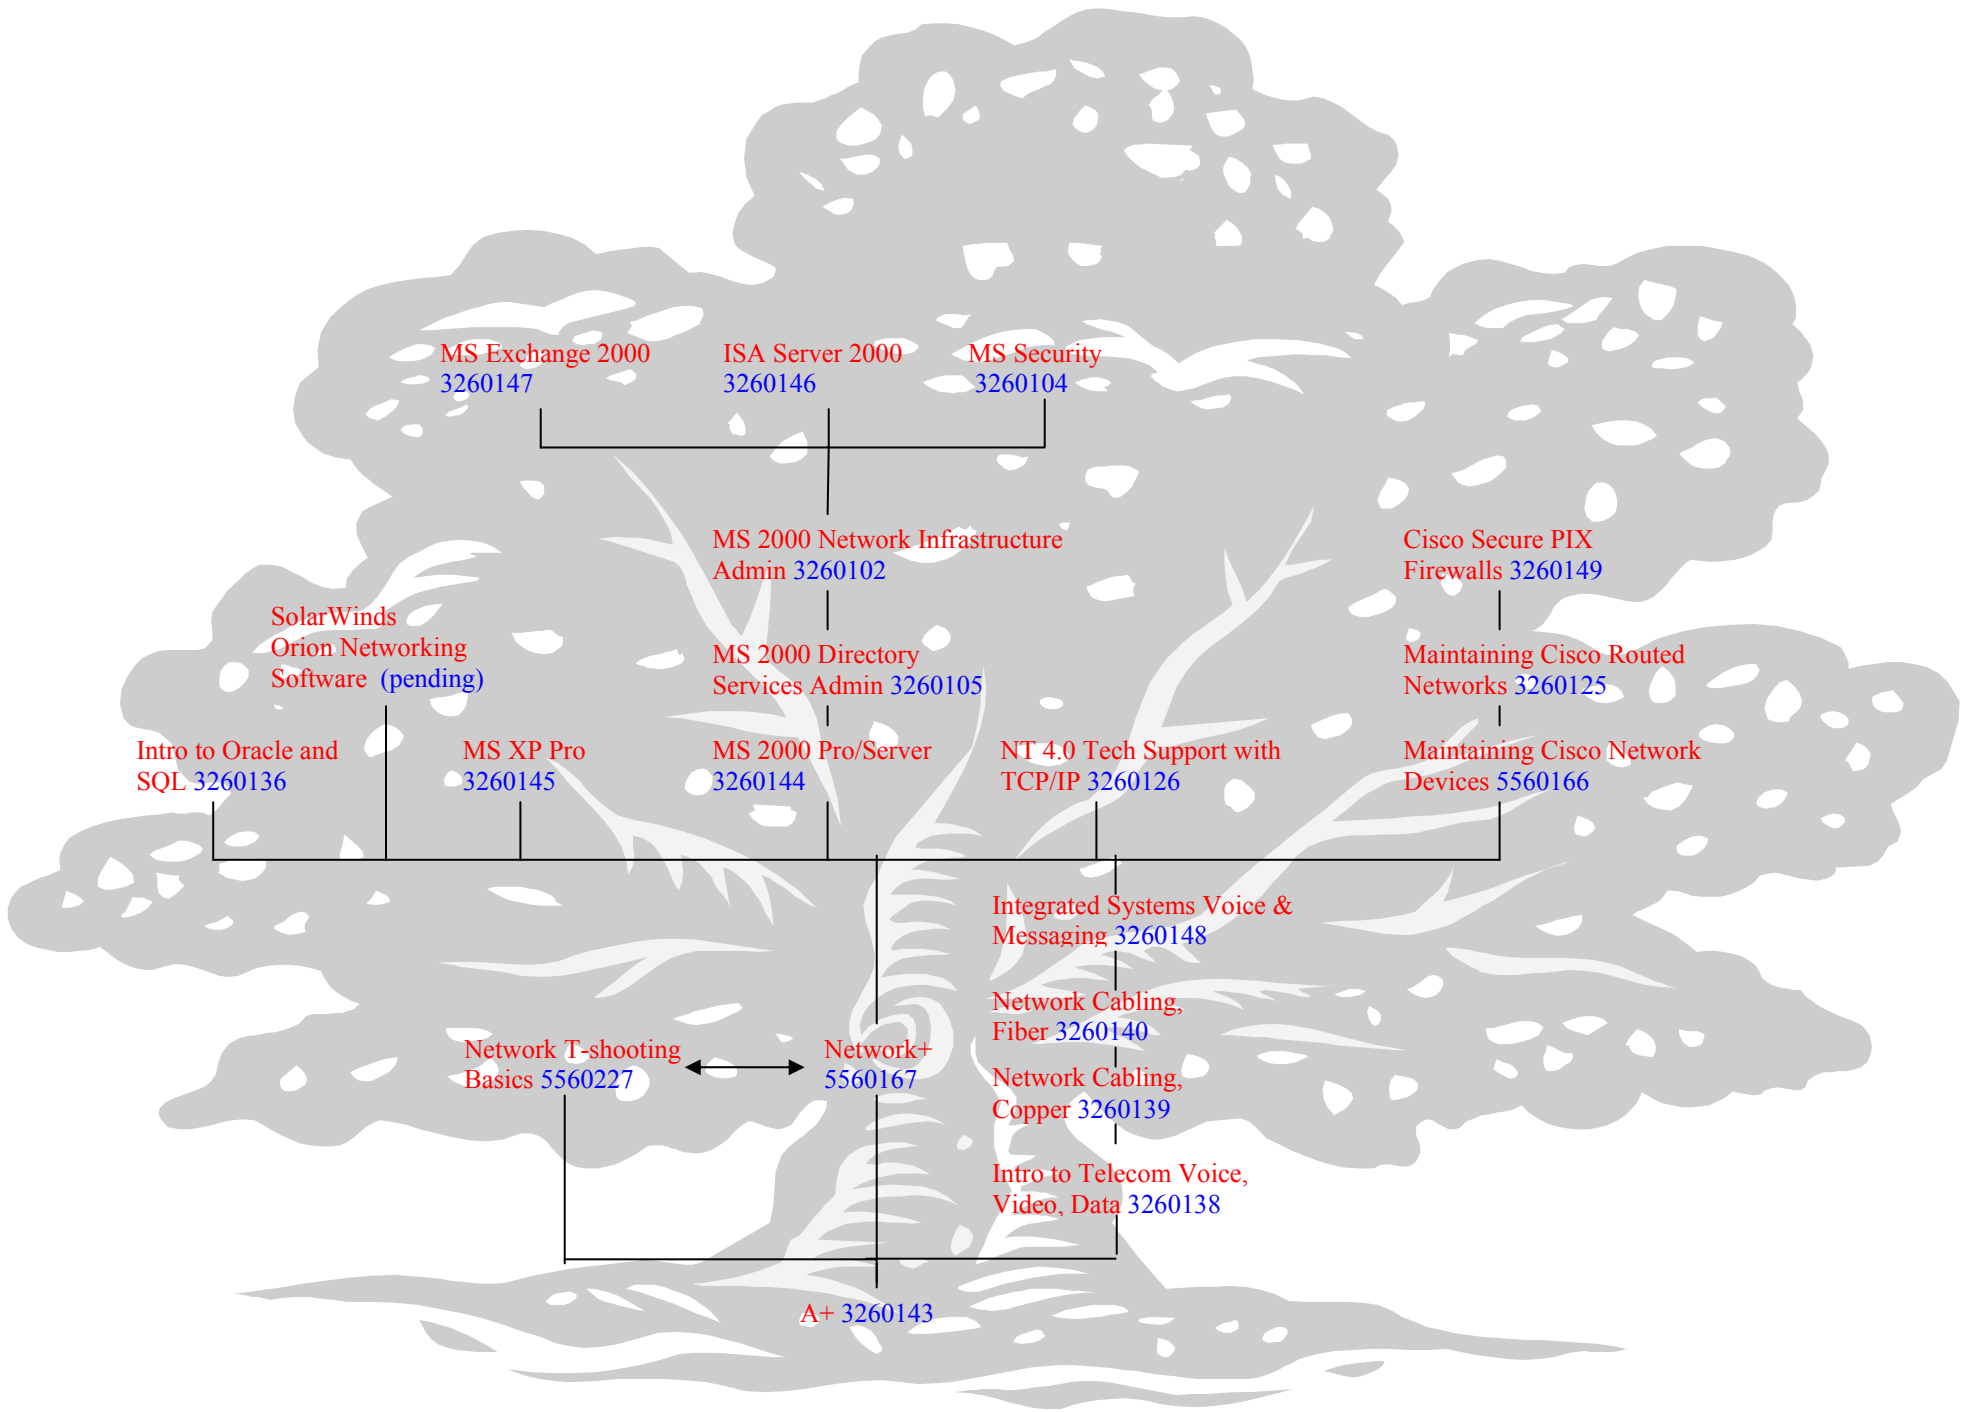 MS Exchange 2000
3260147
ISA Server 2000
3260146
MS Security
3260104
MS 2000 Network Infrastructure
Admin 3260102
Cisco Secure PIX
Firewalls 3260149
SolarWinds
Orion Networking
Software (pending)
MS 2000 Directory
Services Admin 3260105
Maintaining Cisco Routed
Networks 3260125
Intro to Oracle and
SQL 3260136
MS XP Pro
3260145
MS 2000 Pro/Server
3260144
NT 4.0 Tech Support with
TCP/IP 3260126
Maintaining Cisco Network
Devices 5560166
Integrated Systems Voice &
Messaging 3260148
Network Cabling,
Fiber 3260140
Network T-shooting
Basics 5560227
Network+
5560167
Network Cabling,
Copper 3260139
Intro to Telecom Voice,
Video, Data 3260138
A+ 3260143